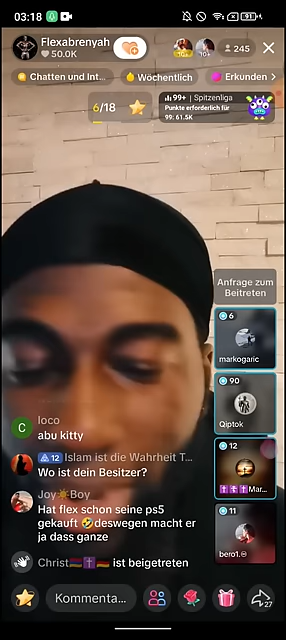 03:18
91
Flexabrenyah
50.0K
245
Chatten und Int...
Wöchentlich
Erkunden
6/18
99+ | Spitzenliga
Punkte erforderlich für
99: 61.5K
Anfrage zum
Beitreten
6
markogaric
90
Qiptok
12
✝️✝️✝️Mar...
11
bero1.♾
C
loco
abu kitty
12 Islam ist die Wahrheit T...
Wo ist dein Besitzer?
Joy☀️Boy
Hat flex schon seine ps5
gekauft 🤣deswegen macht er
ja dass ganze
Christ🇦🇲✝️🇩🇪 ist beigetreten
Kommenta...
27